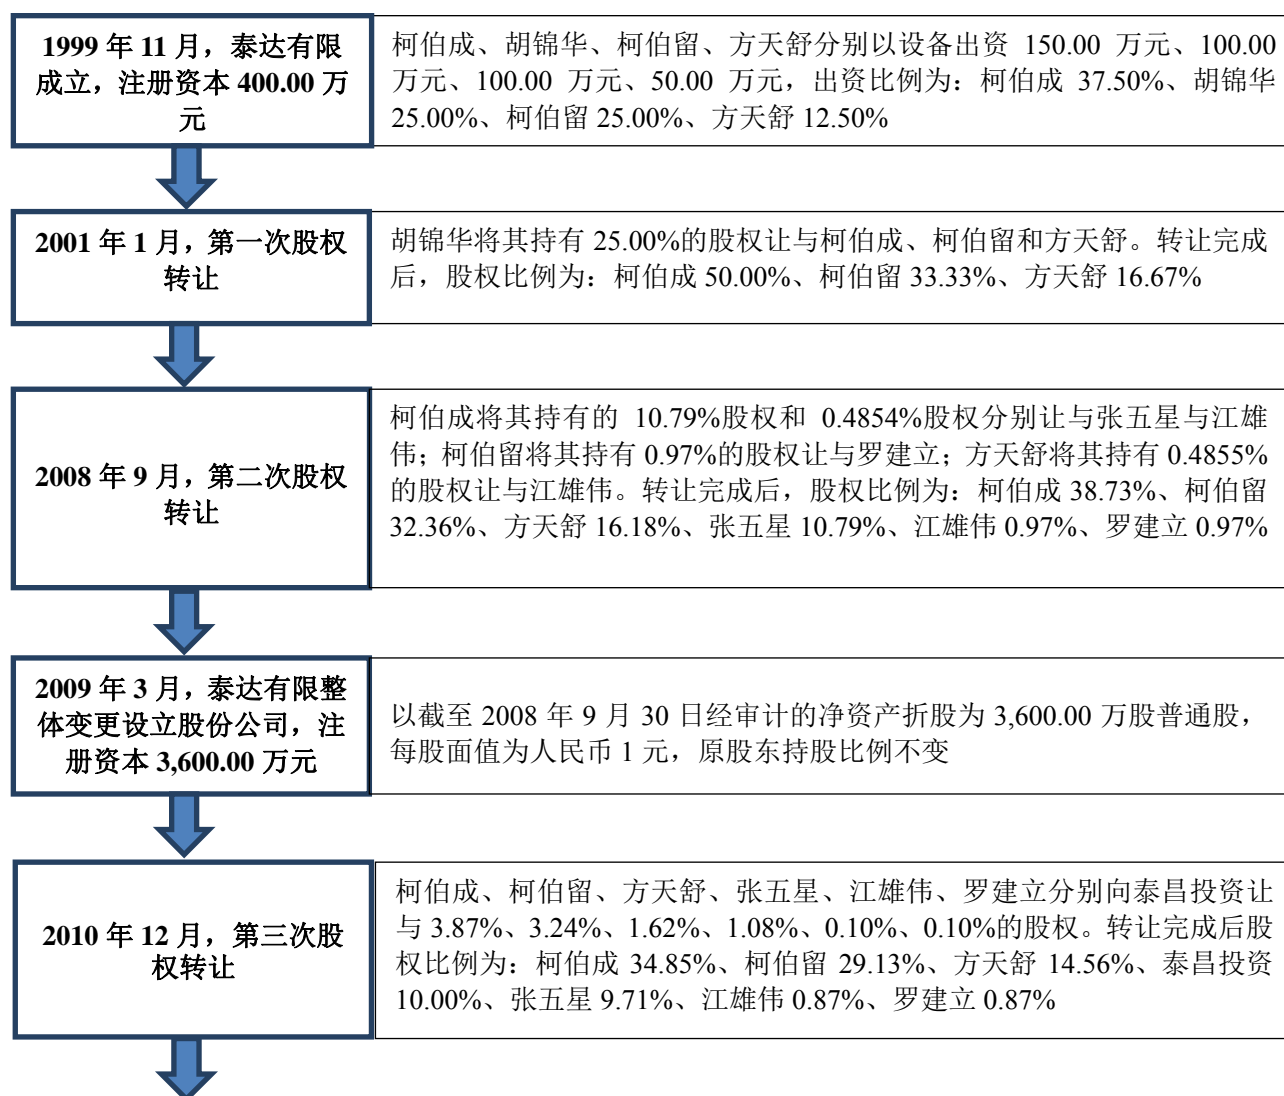 1999 年 11 月，泰达有限
成立，注册资本 400.00 万
元
柯伯成、胡锦华、柯伯留、方天舒分别以设备出资 150.00 万元、100.00
万元、100.00 万元、50.00 万元，出资比例为：柯伯成 37.50%、胡锦华
25.00%、柯伯留 25.00%、方天舒 12.50%
2001 年 1 月，第一次股权
转让
胡锦华将其持有 25.00%的股权让与柯伯成、柯伯留和方天舒。转让完成
后，股权比例为：柯伯成 50.00%、柯伯留 33.33%、方天舒 16.67%
2008 年 9 月，第二次股权
转让
柯伯成将其持有的 10.79%股权和 0.4854%股权分别让与张五星与江雄
伟；柯伯留将其持有 0.97%的股权让与罗建立；方天舒将其持有 0.4855%
的股权让与江雄伟。转让完成后，股权比例为：柯伯成 38.73%、柯伯留
32.36%、方天舒 16.18%、张五星 10.79%、江雄伟 0.97%、罗建立 0.97%
2009 年 3 月，泰达有限整
体变更设立股份公司，注
册资本 3,600.00 万元
以截至 2008 年 9 月 30 日经审计的净资产折股为 3,600.00 万股普通股，
每股面值为人民币 1 元，原股东持股比例不变
2010 年 12 月，第三次股
权转让
柯伯成、柯伯留、方天舒、张五星、江雄伟、罗建立分别向泰昌投资让
与 3.87%、3.24%、1.62%、1.08%、0.10%、0.10%的股权。转让完成后股
权比例为：柯伯成 34.85%、柯伯留 29.13%、方天舒 14.56%、泰昌投资
10.00%、张五星 9.71%、江雄伟 0.87%、罗建立 0.87%